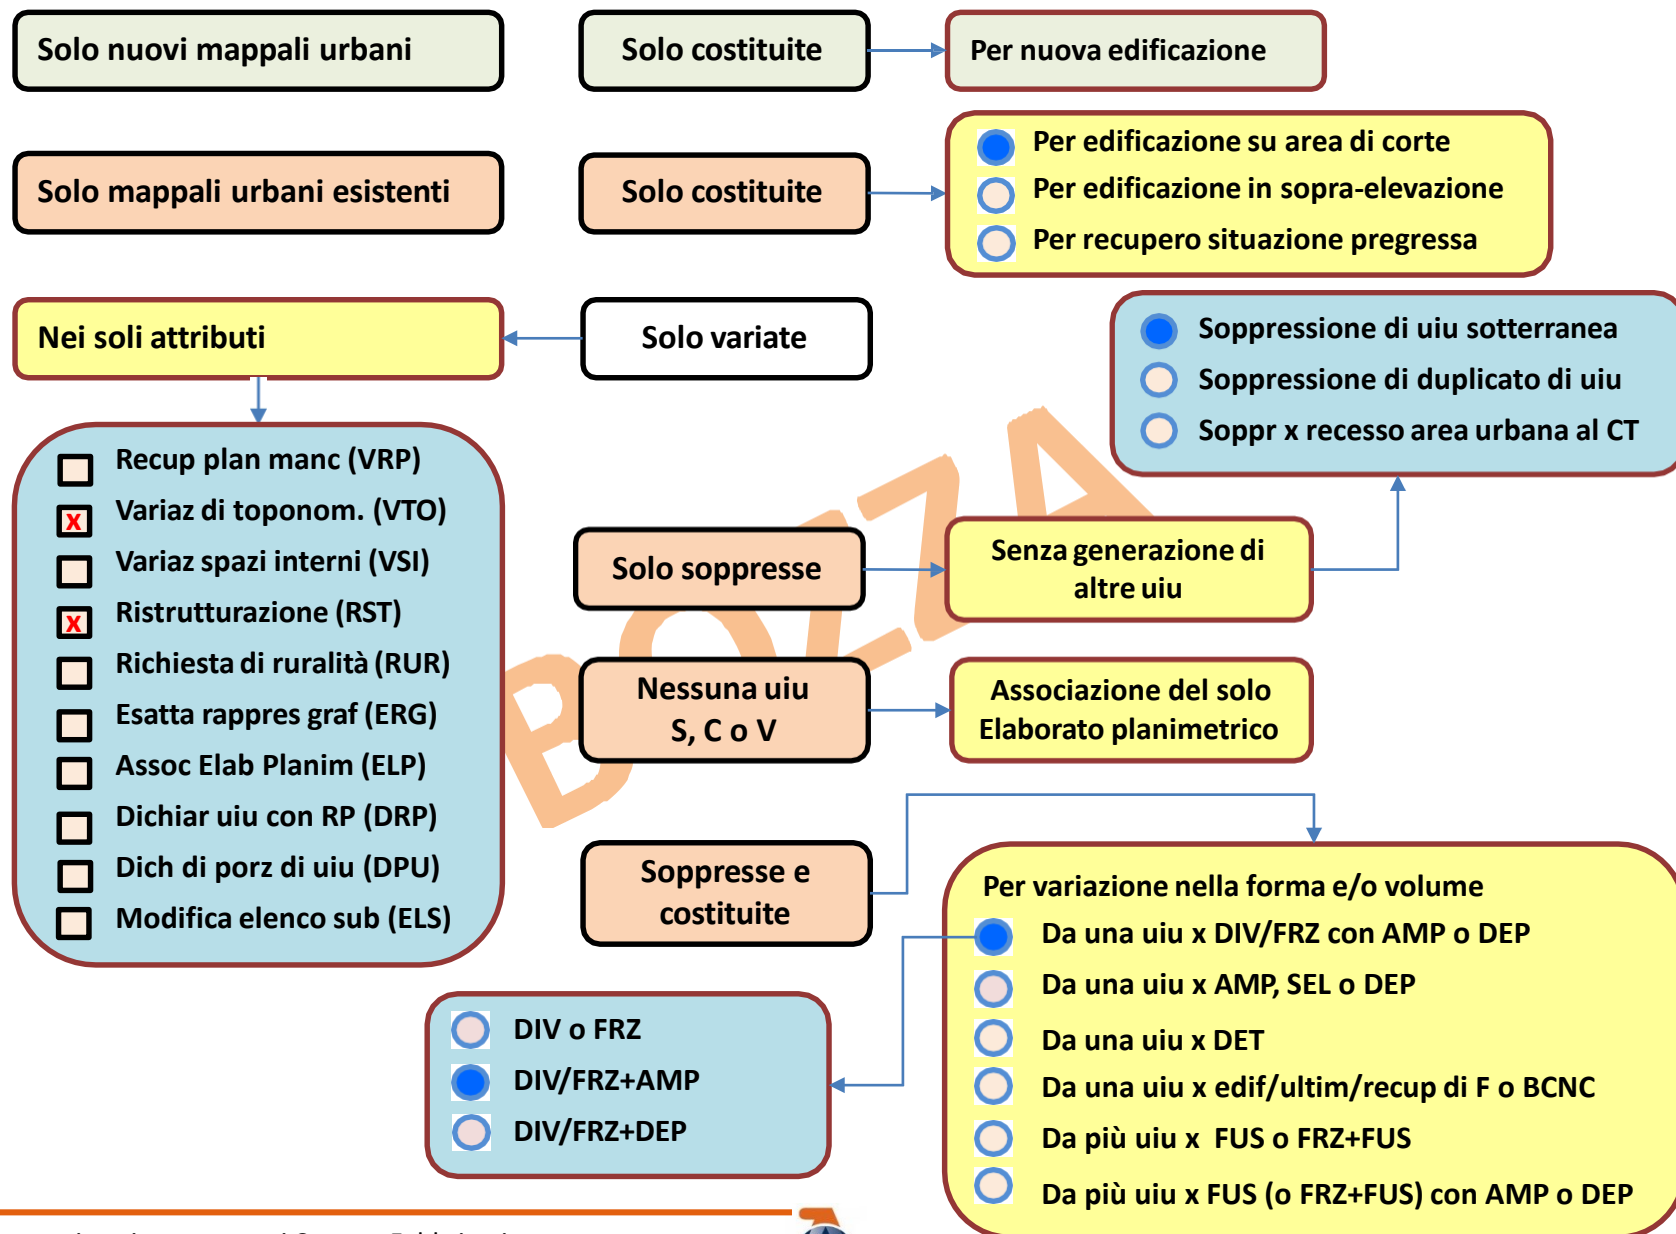 Solo nuovi mappali urbani
Solo costituite
Per nuova edificazione
Solo mappali urbani esistenti
Solo costituite
Per edificazione su area di corte
Per edificazione in sopra-elevazione
Per recupero situazione pregressa
Nei soli attributi
Solo variate
Soppressione di uiu sotterranea
Soppressione di duplicato di uiu
Soppr x recesso area urbana al CT
Recup plan manc (VRP)
X Variaz di toponom. (VTO)
Variaz spazi interni (VSI)
X Ristrutturazione (RST)
Richiesta di ruralità (RUR)
Esatta rappres graf (ERG)
Assoc Elab Planim (ELP)
Dichiar uiu con RP (DRP)
Dich di porz di uiu (DPU)
Modifica elenco sub (ELS)
BOZZA
Solo soppresse
Senza generazione di
altre uiu
Nessuna uiu
S, C o V
Associazione del solo
Elaborato planimetrico
Soppresse e
costituite
Per variazione nella forma e/o volume
Da una uiu x DIV/FRZ con AMP o DEP
Da una uiu x AMP, SEL o DEP
Da una uiu x DET
Da una uiu x edif/ultim/recup di F o BCNC
Da più uiu x FUS o FRZ+FUS
Da più uiu x FUS (o FRZ+FUS) con AMP o DEP
DIV o FRZ
DIV/FRZ+AMP
DIV/FRZ+DEP